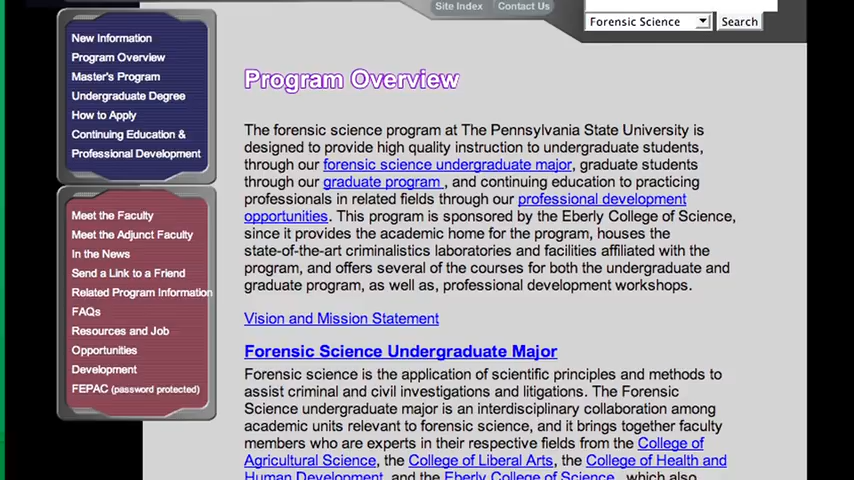 Site Index
Contact Us
Forensic Science
Search
New Information
Program Overview
Master's Program
Undergraduate Degree
How to Apply
Continuing Education &
Professional Development
Meet the Faculty
Meet the Adjunct Faculty
In the News
Send a Link to a Friend
Related Program Information
FAQs
Resources and Job
Opportunities
Development
FEPAC (password protected)
Program Overview
The forensic science program at The Pennsylvania State University is
designed to provide high quality instruction to undergraduate students,
through our forensic science undergraduate major, graduate students
through our graduate program , and continuing education to practicing
professionals in related fields through our professional development
opportunities. This program is sponsored by the Eberly College of Science,
since it provides the academic home for the program, houses the
state-of-the-art criminalistics laboratories and facilities affiliated with the
program, and offers several of the courses for both the undergraduate and
graduate program, as well as, professional development workshops.
Vision and Mission Statement
Forensic Science Undergraduate Major
Forensic science is the application of scientific principles and methods to
assist criminal and civil investigations and litigations. The Forensic
Science undergraduate major is an interdisciplinary collaboration among
academic units relevant to forensic science, and it brings together faculty
members who are experts in their respective fields from the College of
Agricultural Science, the College of Liberal Arts, the College of Health and
Human Development, and the Eberly College of Science, which also